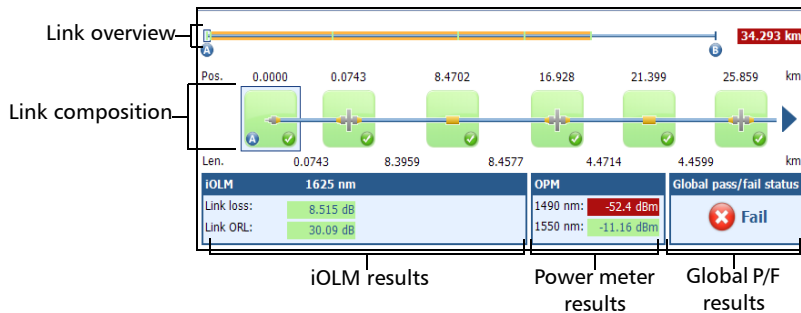 Link overview
34.293 km
A
B
Pos. 0.0000 0.0743 8.4702 16.928 21.399 25.859 km
Link composition
A
Len. 0.0743 8.3959 8.4577 4.4714 4.4599 km
iOLM 1625 nm OPM Global pass/fail status
Link loss: 8.515 dB 1490 nm: -52.4 dBm
Fail
Link ORL: 30.09 dB 1550 nm: -11.16 dBm
iOLM results
Power meter
results
Global P/F
results